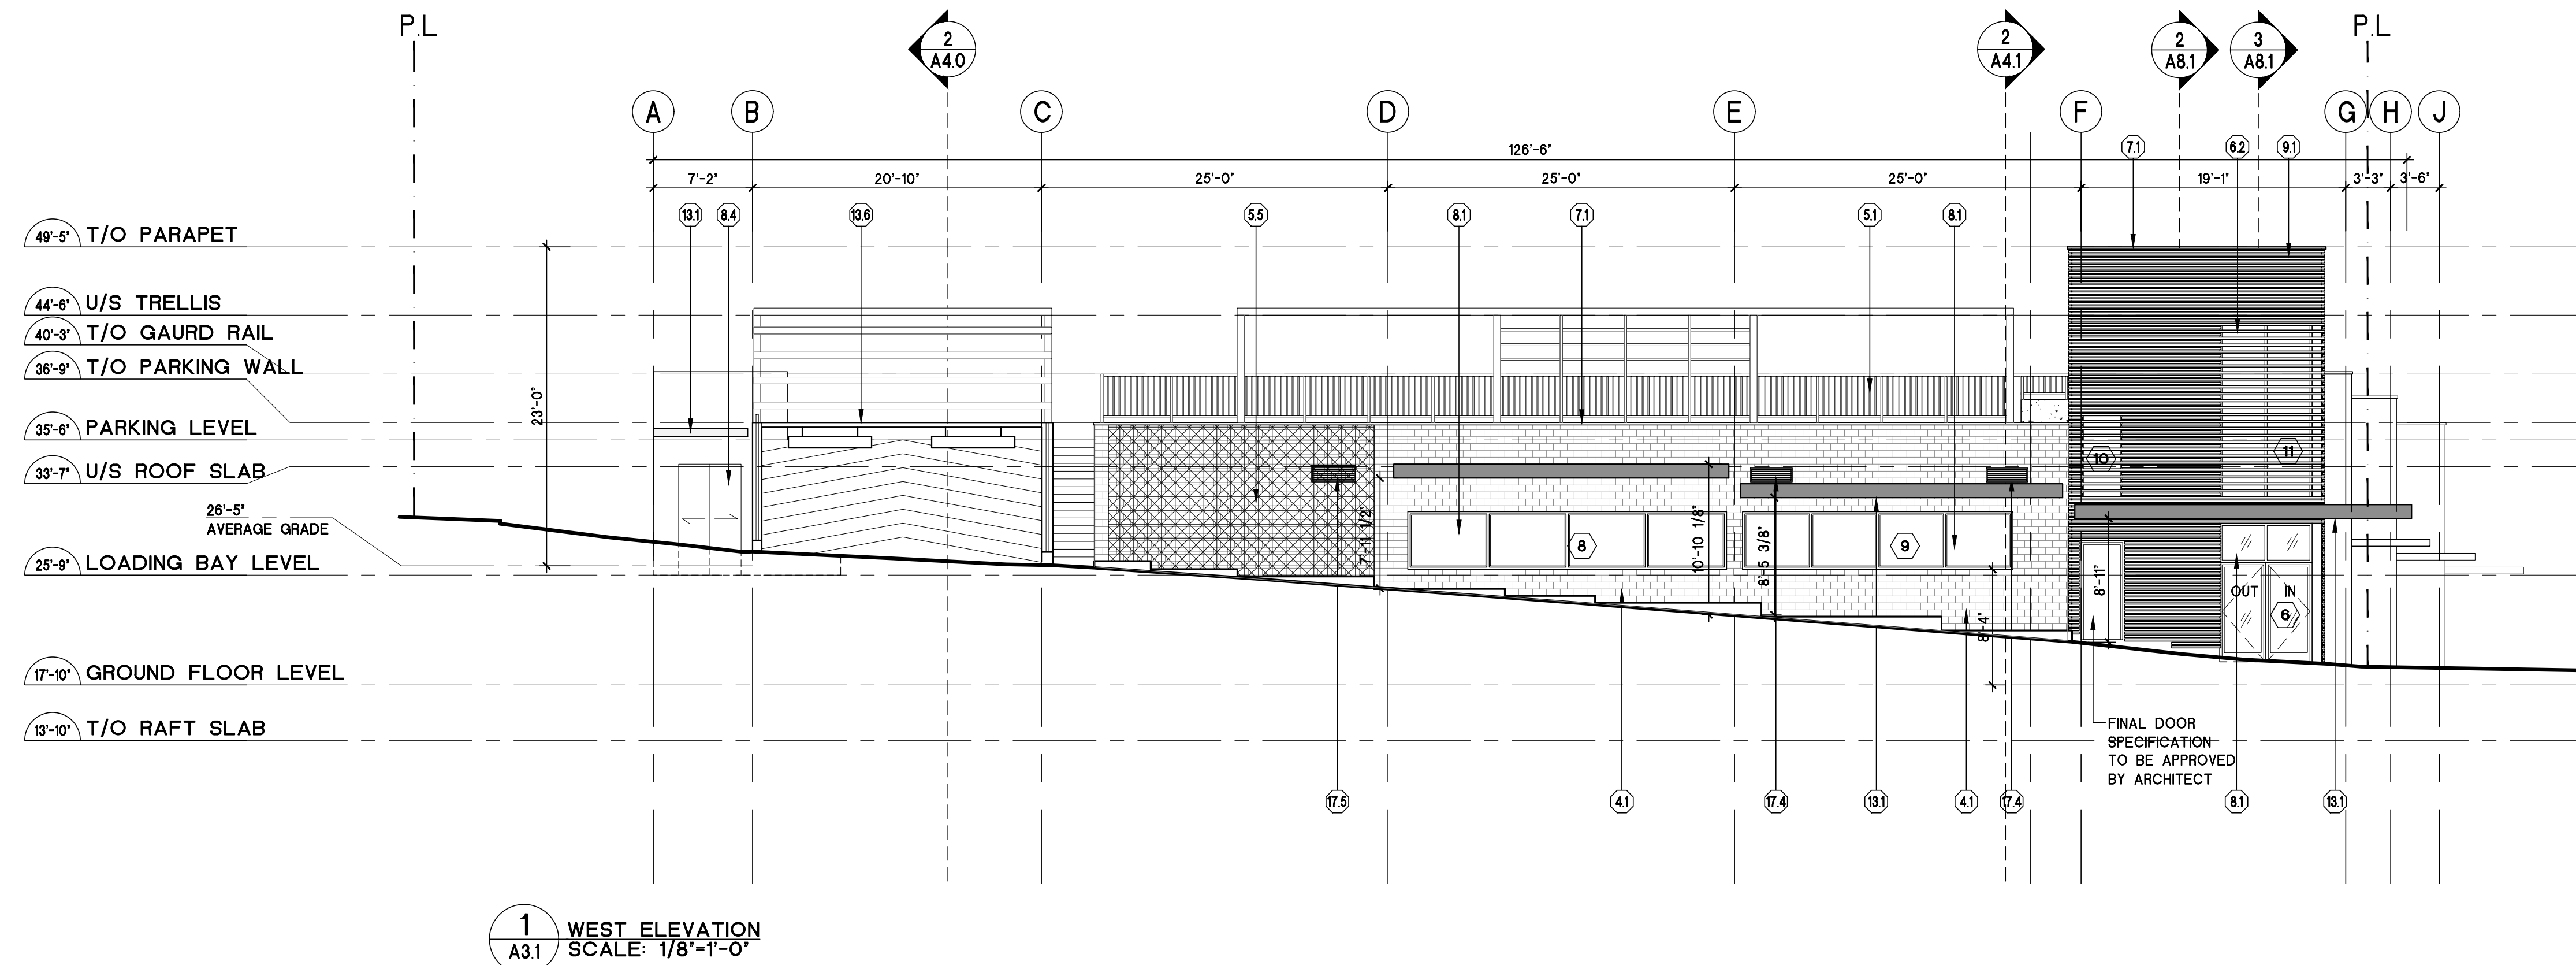 P.L
2
A4.0
2
A4.1
2
A8.1
3
A8.1
P.L
A
B
C
D
E
F
G
H
J
126'-6"
7.1
6.2
9.1
7'-2"
20'-10"
25'-0"
25'-0"
25'-0"
19'-1"
3'-3"
3'-6"
13.1
8.4
13.6
5.5
8.1
7.1
5.1
8.1
49'-5" T/O PARAPET
44'-6" U/S TRELLIS
40'-3" T/O GAURD RAIL
36'-9" T/O PARKING WALL
23'-0"
35'-6" PARKING LEVEL
33'-7" U/S ROOF SLAB
10
11
26'-5"
AVERAGE GRADE
7'-11 1/2"
10'-10 1/8"
8'-5 3/8"
8
9
25'-9" LOADING BAY LEVEL
8'-11"
OUT
IN
6
8'-4"
17'-10" GROUND FLOOR LEVEL
13'-10" T/O RAFT SLAB
FINAL DOOR
SPECIFICATION
TO BE APPROVED
BY ARCHITECT
17.5
4.1
17.4
13.1
4.1
17.4
8.1
13.1
1
A3.1
WEST ELEVATION
SCALE: 1/8"=1'-0"